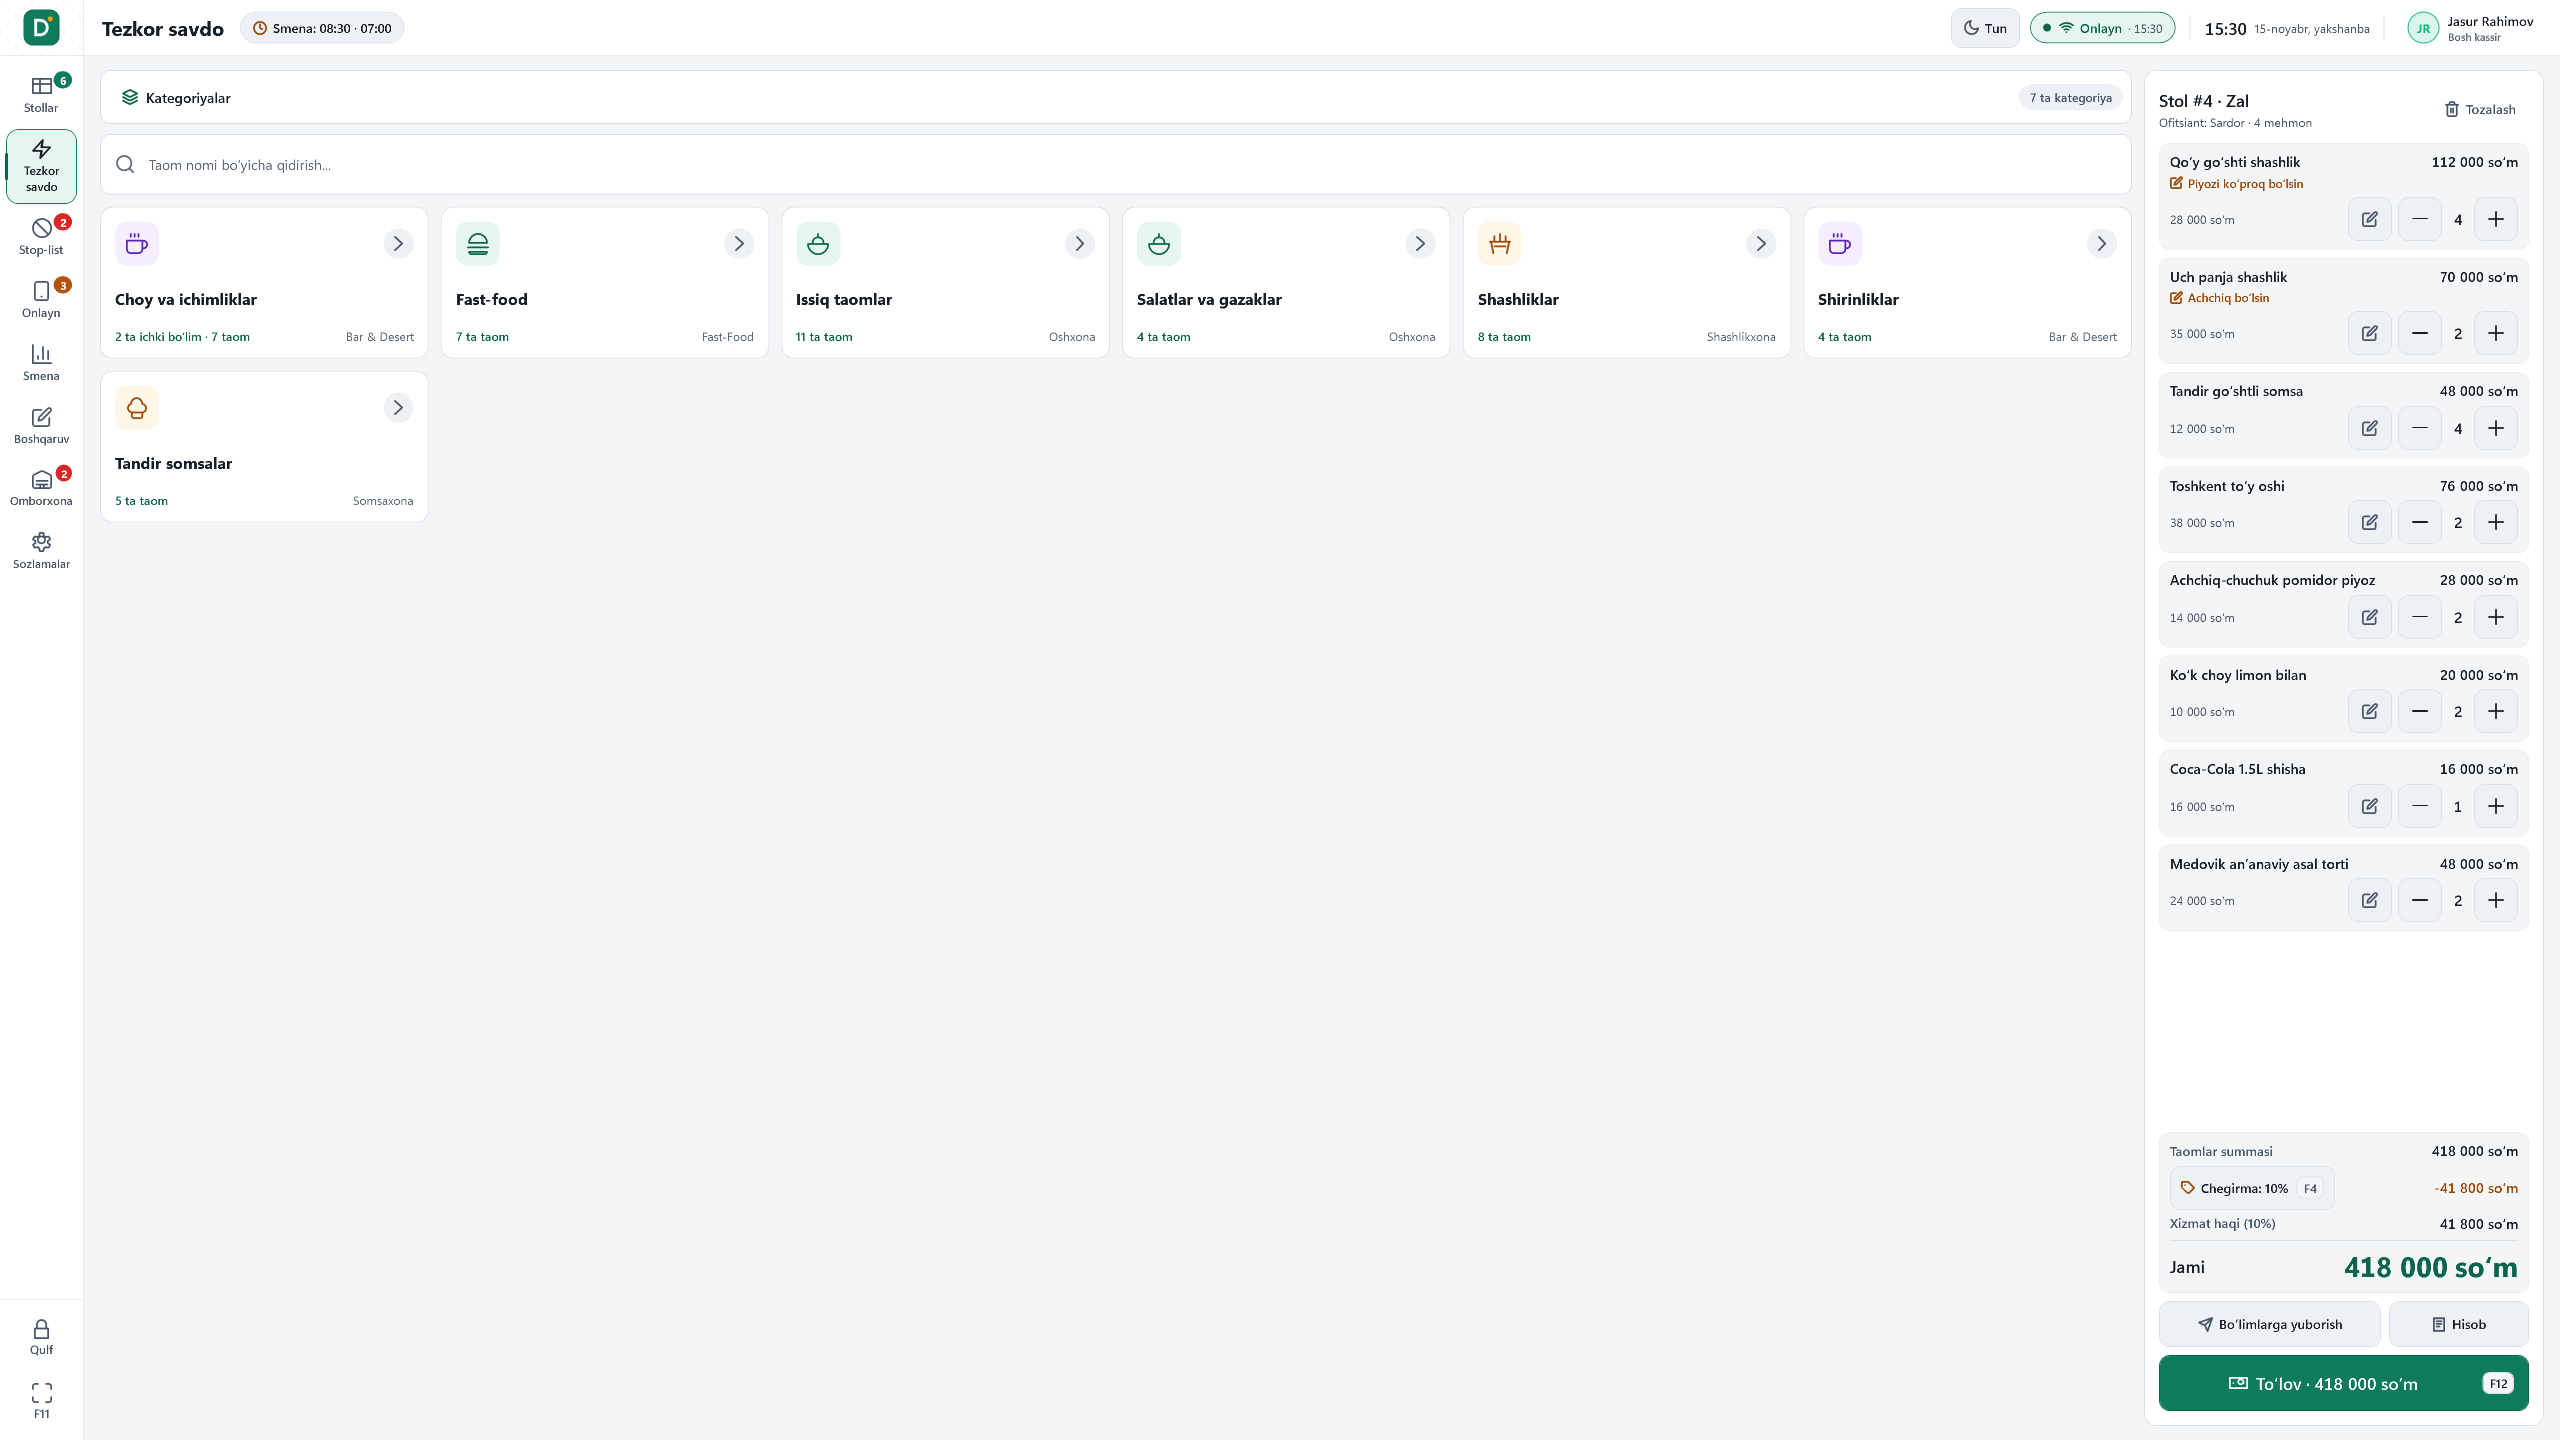 D
Tezkor savdo
Smena: 08:30 · 07:00
Tun
Onlayn · 15:30
15:30 15-noyabr, yakshanba
JR
Jasur Rahimov
Bosh kassir
6
Stollar
Tezkor
savdo
2
Stop-list
3
Onlayn
Smena
Boshqaruv
2
Omborxona
Sozlamalar
Qulf
F11
Kategoriyalar
7 ta kategoriya
Taom nomi bo‘yicha qidirish...
Choy va ichimliklar
2 ta ichki bo‘lim · 7 taom
Bar & Desert
Fast-food
7 ta taom
Fast-Food
Issiq taomlar
11 ta taom
Oshxona
Salatlar va gazaklar
4 ta taom
Oshxona
Shashliklar
8 ta taom
Shashlikxona
Shirinliklar
4 ta taom
Bar & Desert
Tandir somsalar
5 ta taom
Somsaxona
Stol #4 · Zal
Ofitsiant: Sardor · 4 mehmon
Tozalash
Qo‘y go‘shti shashlik
112 000 so‘m
Piyozi ko‘proq bo‘lsin
28 000 so‘m
4
Uch panja shashlik
70 000 so‘m
Achchiq bo‘lsin
35 000 so‘m
2
Tandir go‘shtli somsa
48 000 so‘m
12 000 so‘m
4
Toshkent to‘y oshi
76 000 so‘m
38 000 so‘m
2
Achchiq-chuchuk pomidor piyoz
28 000 so‘m
14 000 so‘m
2
Ko‘k choy limon bilan
20 000 so‘m
10 000 so‘m
2
Coca-Cola 1.5L shisha
16 000 so‘m
16 000 so‘m
1
Medovik an’anaviy asal torti
48 000 so‘m
24 000 so‘m
2
Taomlar summasi
418 000 so‘m
Chegirma: 10% F4
-41 800 so‘m
Xizmat haqi (10%)
41 800 so‘m
Jami
418 000 so‘m
Bo‘limlarga yuborish
Hisob
To‘lov · 418 000 so‘m
F12